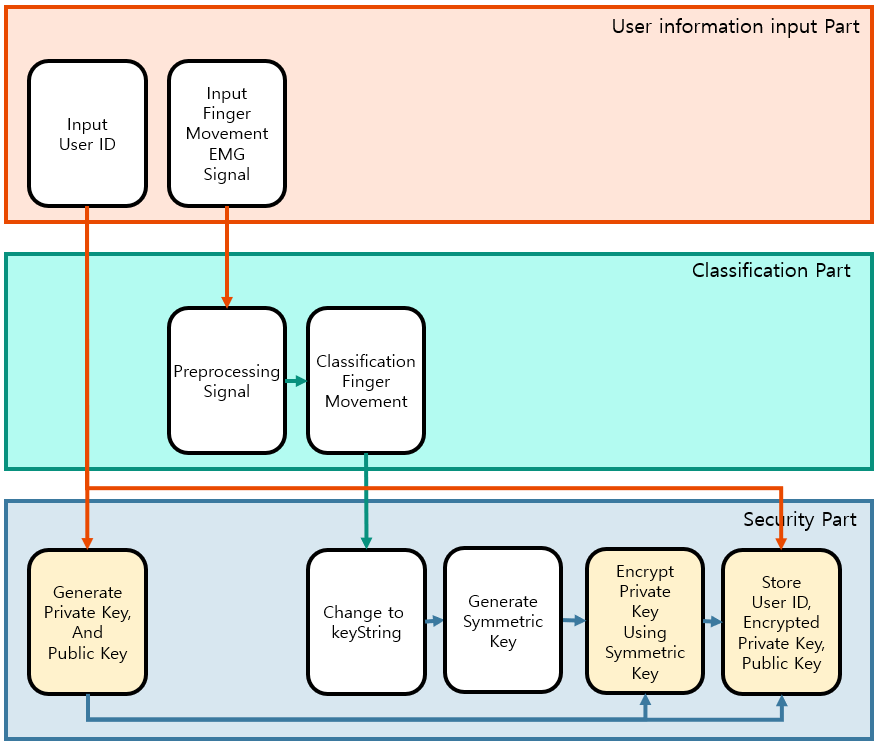 User information input Part
Input
User ID
Input
Finger
Movement
EMG
Signal
Classification Part
Preprocessing
Signal
Classification
Finger
Movement
Security Part
Generate
Private Key,
And
Public Key
Change to
keyString
Generate
Symmetric
Key
Encrypt
Private
Key
Using
Symmetric
Key
Store
User ID,
Encrypted
Private Key,
Public Key